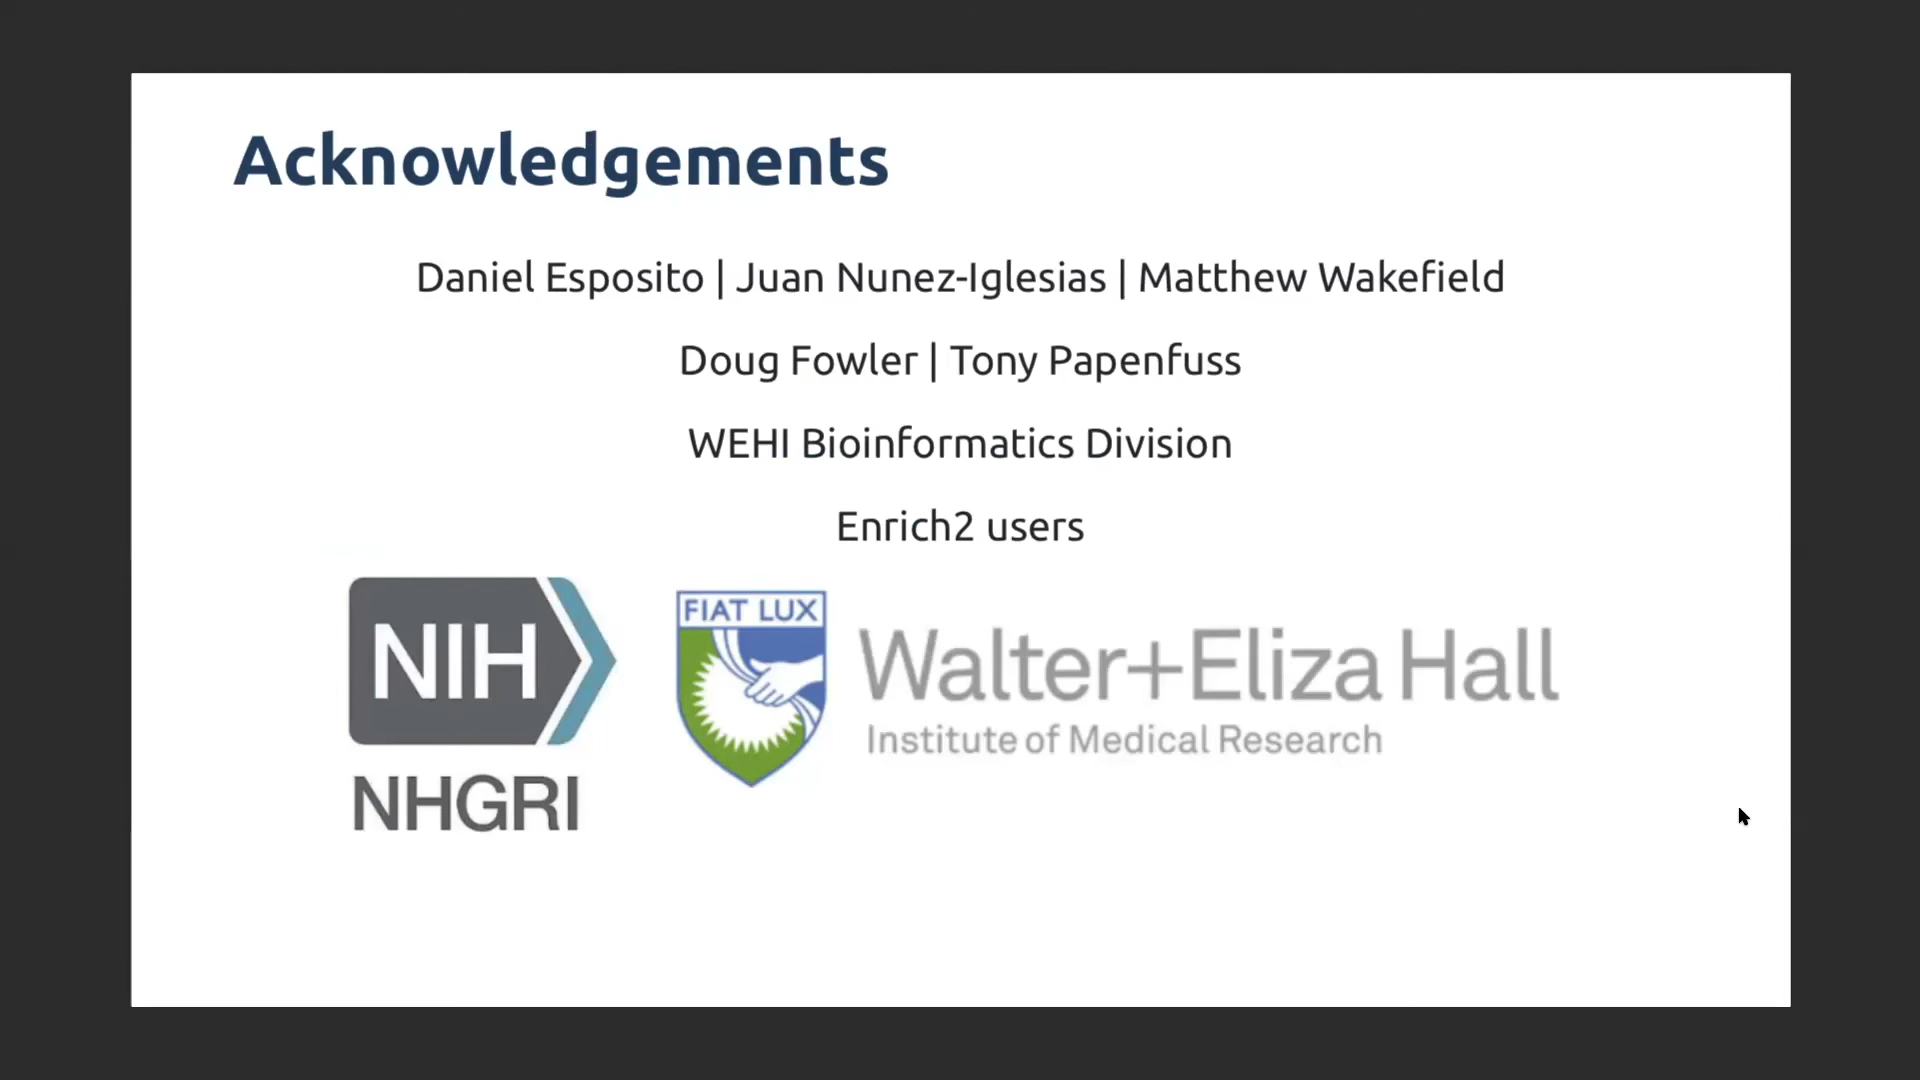 Acknowledgements
Daniel Esposito | Juan Nunez-Iglesias | Matthew Wakefield
Doug Fowler | Tony Papenfuss
WEHI Bioinformatics Division
Enrich2 users
NIH
NHGRI
FIAT LUX
Walter+Eliza Hall
Institute of Medical Research